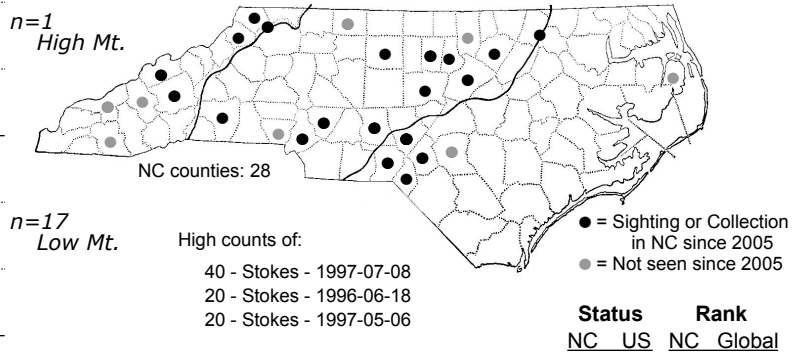 n=1
High Mt.
NC counties: 28
n=17
Low Mt.
High counts of:
40 - Stokes - 1997-07-08
20 - Stokes - 1996-06-18
20 - Stokes - 1997-05-06
= Sighting or Collection
in NC since 2005
= Not seen since 2005
Status Rank
NC US NC Global